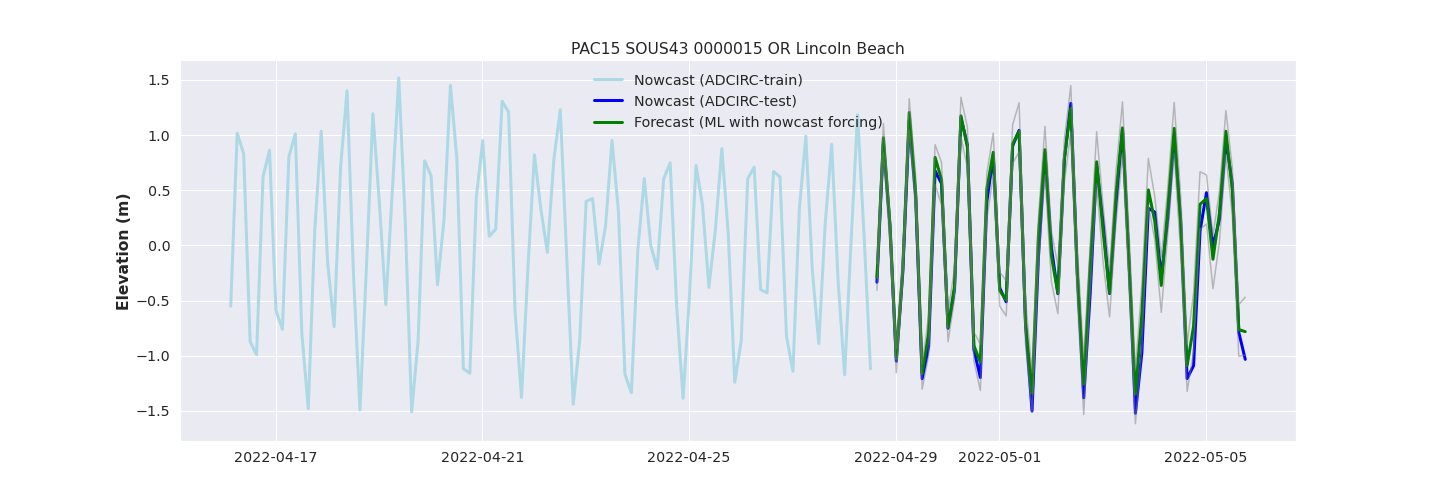 PAC15 SOUS43 0000015 OR Lincoln Beach
Nowcast (ADCIRC-train)
Nowcast (ADCIRC-test)
Forecast (ML with nowcast forcing)
Elevation (m)
1.5
1.0
0.5
0.0
−0.5
−1.0
−1.5
2022-04-17 2022-04-21 2022-04-25 2022-04-29 2022-05-01 2022-05-05